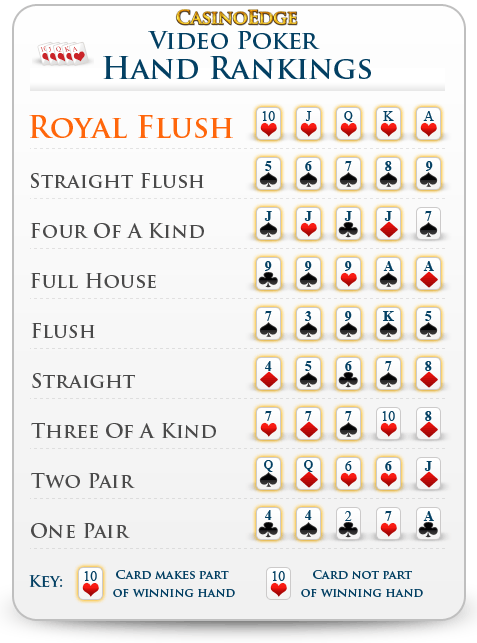 CasinoEdge
Video Poker
Hand Rankings
Royal Flush 10 J Q K A
Straight Flush 5 6 7 8 9
Four Of A Kind J J J J 7
Full House 9 9 9 A A
Flush 7 3 9 K 5
Straight 4 5 6 7 8
Three Of A Kind 7 7 7 10 8
Two Pair Q Q 6 6 J
One Pair 4 4 2 7 A
Key: 10 Card makes part of winning hand 10 Card not part of winning hand